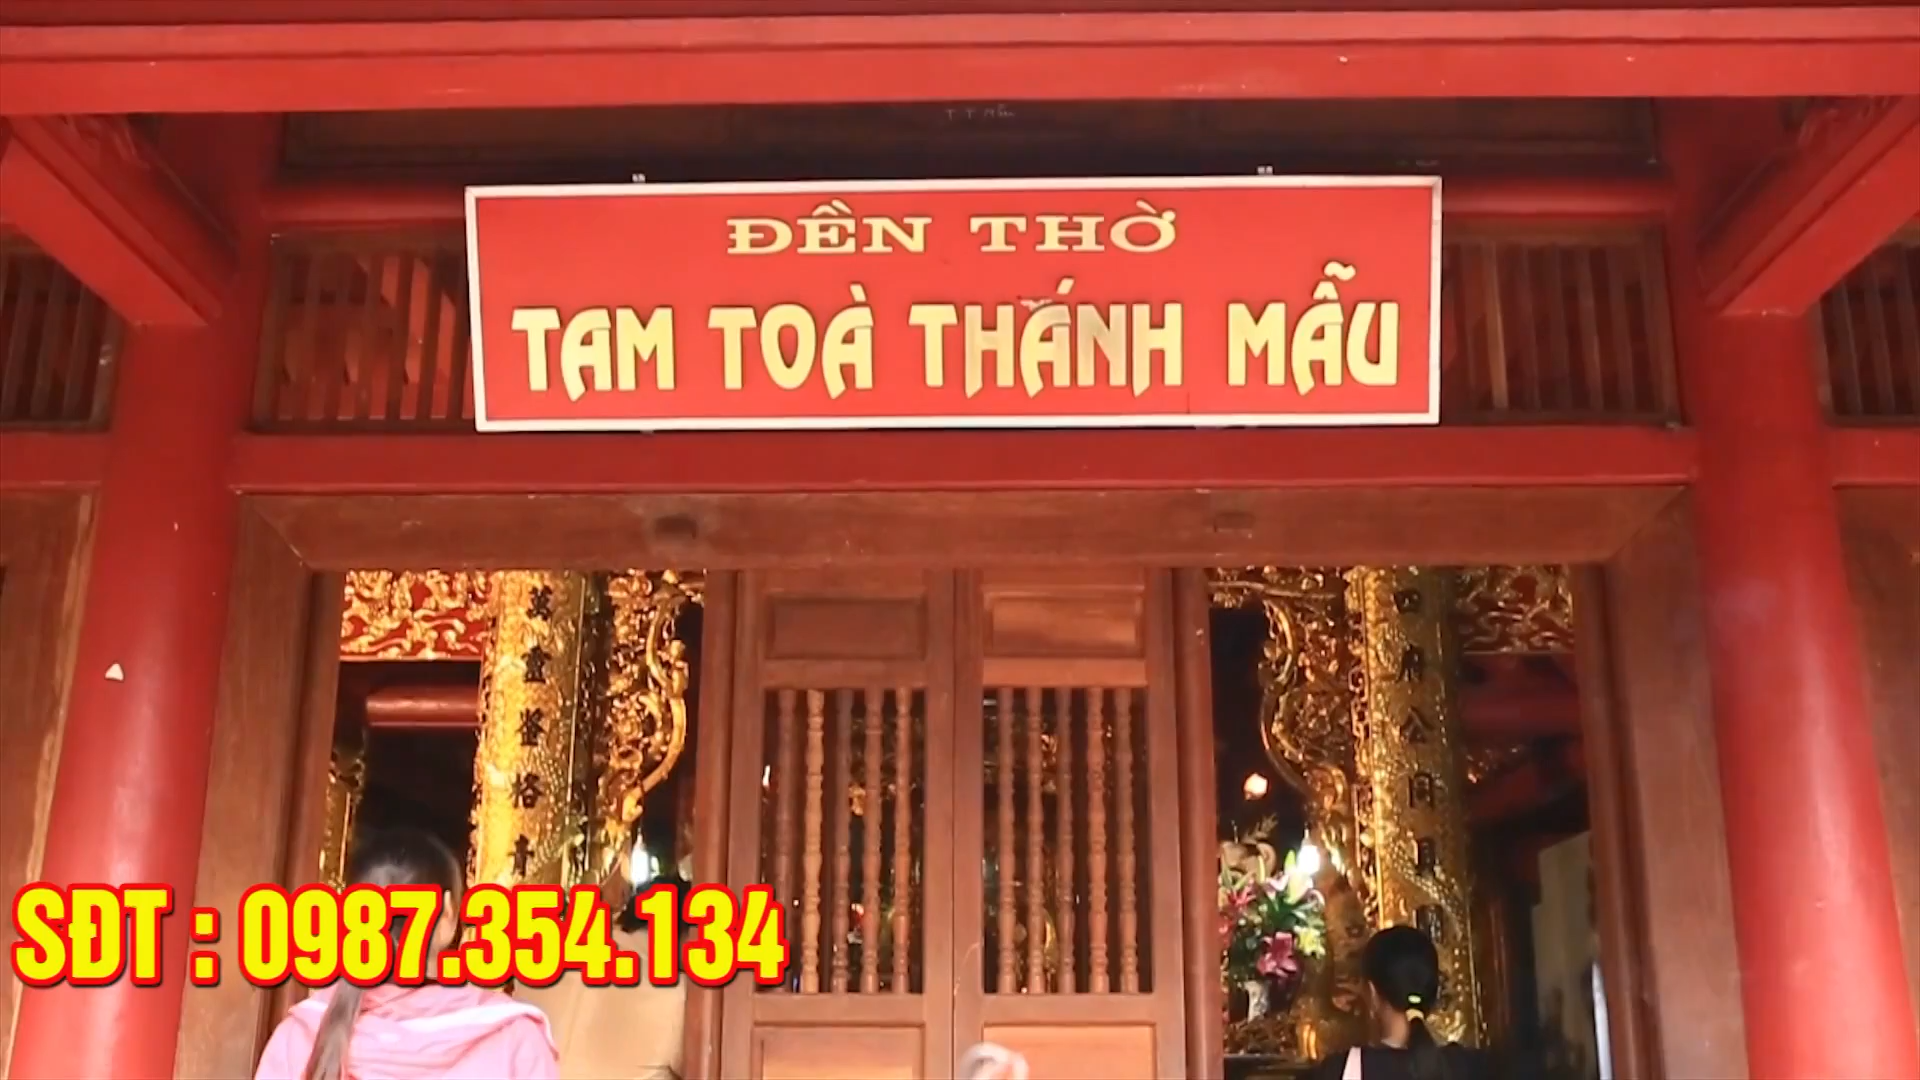 ĐỀN THỜ
TAM TOÀ THÁNH MẪU
SĐT : 0987.354.134